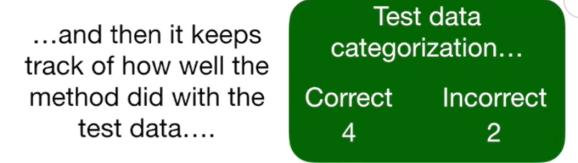 …and then it keeps
track of how well the
method did with the
test data….
Test data
categorization…
Correct Incorrect
4 2